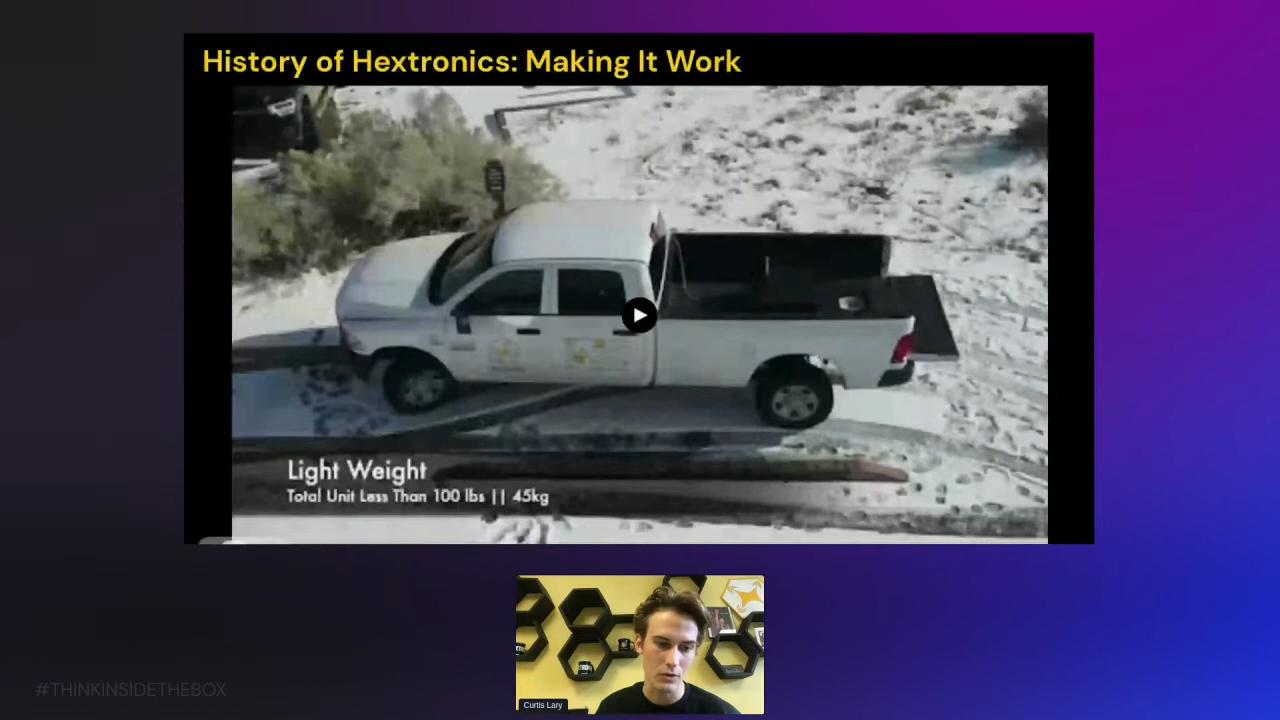 History of Hextronics: Making It Work
Light Weight
Total Unit Less Than 100 lbs || 45kg
Curtis Lary
#THINKINSIDETHEBOX